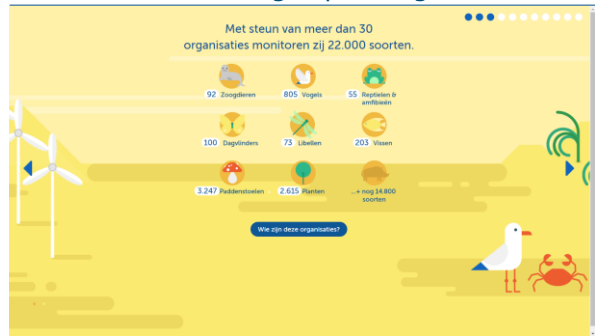 Met steun van meer dan 30
organisaties monitoren zij 22.000 soorten.
92 Zoogdieren
805 Vogels
55 Reptielen &
amfibieën
100 Dagvlinders
73 Libellen
203 Vissen
3.247 Paddenstoelen
2.615 Planten
...+ nog 14.800
soorten
Wie zijn deze organisaties?